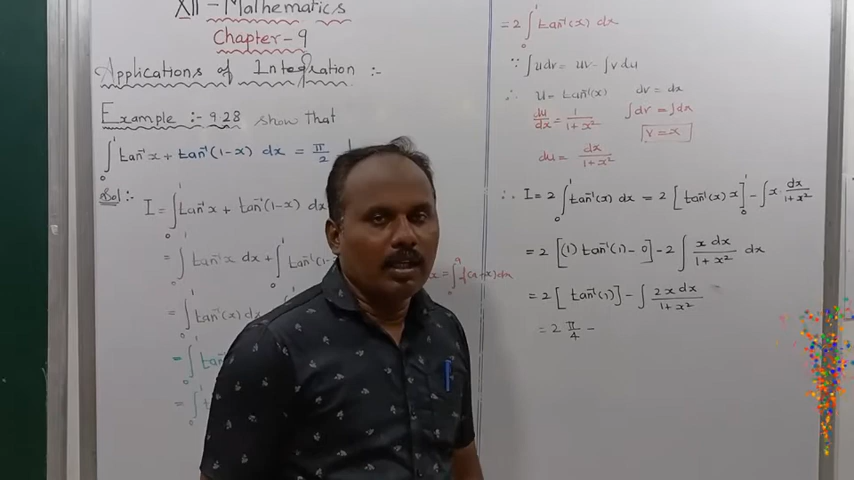 XII - Mathematics
Chapter - 9
Applications of Integration :-
Example :- 9.28 show that
∫₀¹ tan⁻¹x + tan⁻¹(1-x) dx = π/2
Sol :- I = ∫₀¹ tan⁻¹x + tan⁻¹(1-x) dx
= ∫₀¹ tan⁻¹x dx + ∫₀¹ tan⁻¹(1-
= ∫₀¹ tan⁻¹(x)
= ∫₀¹ tan
= ∫₀¹
= ∫₀ᵃ f(a-x) dx
= 2 ∫₀¹ tan⁻¹(x) dx
∵ ∫u dv = uv - ∫v du
∴ u = tan⁻¹(x) dv = dx
du/dx = 1/(1+x²) ∫dv = ∫dx
du = dx/(1+x²) v = x
∴ I = 2 ∫₀¹ tan⁻¹(x) dx = 2 [tan⁻¹(x) x]₀¹ - ∫x. dx/(1+x²)
= 2 [(1) tan⁻¹(1 - 0] - 2 ∫ x dx/(1+x²) dx
= 2 [tan⁻¹(1)] - ∫ 2x dx/(1+x²)
= 2 π/4 -